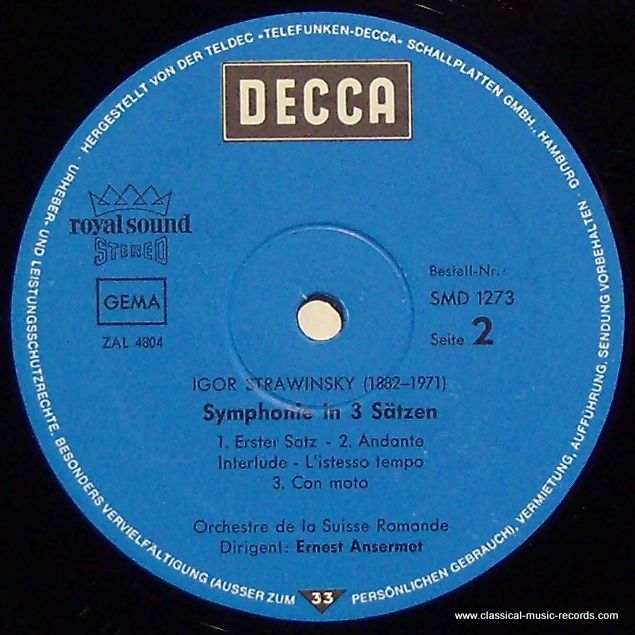 URHEBER- UND LEISTUNGSSCHUTZRECHTE, BESONDERS VERVIELFÄLTIGUNG (AUSSER ZUM PERSÖNLICHEN GEBRAUCH), VERMIETUNG, AUFFÜHRUNG, SENDUNG VORBEHALTEN
· HERGESTELLT VON DER TELDEC »TELEFUNKEN-DECCA« SCHALLPLATTEN GMBH., HAMBURG ·
DECCA
royal sound
STEREO
GEMA
ZAL 4804
Bestell-Nr.:
SMD 1273
Seite 2
IGOR STRAWINSKY (1882–1971)
Symphonie in 3 Sätzen
1. Erster Satz - 2. Andante
Interlude - L'istesso tempo
3. Con moto
Orchestre de la Suisse Romande
Dirigent: Ernest Ansermet
33
www.classical-music-records.com